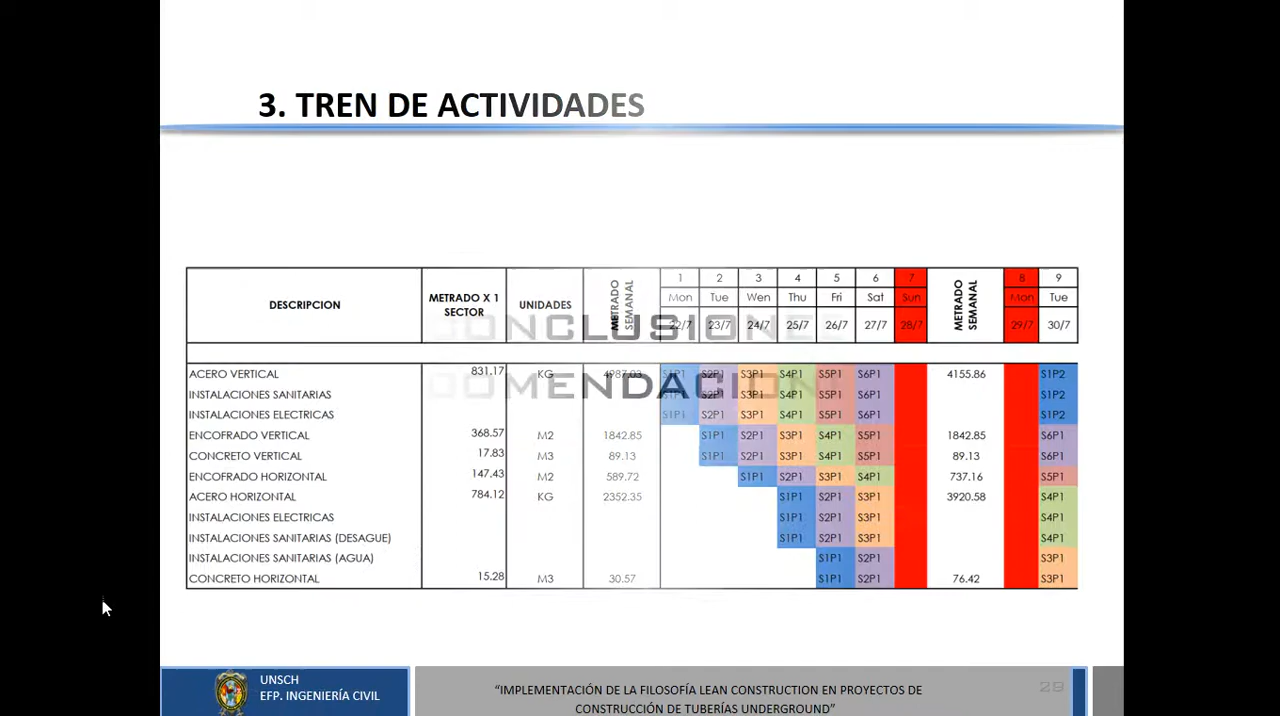 3. TREN DE ACTIVIDADES
DESCRIPCION METRADO X 1 SECTOR UNIDADES METRADO SEMANAL 1 2 3 4 5 6 7 METRADO SEMANAL 8 9
Mon Tue Wen Thu Fri Sat Sun Mon Tue
22/7 23/7 24/7 25/7 26/7 27/7 28/7 29/7 30/7
CONCLUSIONES
COMENDACION
ACERO VERTICAL 831.17 KG 4987.03 S1P1 S2P1 S3P1 S4P1 S5P1 S6P1 4155.86 S1P2
INSTALACIONES SANITARIAS S1P1 S2P1 S3P1 S4P1 S5P1 S6P1 S1P2
INSTALACIONES ELECTRICAS S1P1 S2P1 S3P1 S4P1 S5P1 S6P1 S1P2
ENCOFRADO VERTICAL 368.57 M2 1842.85 S1P1 S2P1 S3P1 S4P1 S5P1 1842.85 S6P1
CONCRETO VERTICAL 17.83 M3 89.13 S1P1 S2P1 S3P1 S4P1 S5P1 89.13 S6P1
ENCOFRADO HORIZONTAL 147.43 M2 589.72 S1P1 S2P1 S3P1 S4P1 737.16 S5P1
ACERO HORIZONTAL 784.12 KG 2352.35 S1P1 S2P1 S3P1 3920.58 S4P1
INSTALACIONES ELECTRICAS S1P1 S2P1 S3P1 S4P1
INSTALACIONES SANITARIAS (DESAGUE) S1P1 S2P1 S3P1 S4P1
INSTALACIONES SANITARIAS (AGUA) S1P1 S2P1 S3P1
CONCRETO HORIZONTAL 15.28 M3 30.57 S1P1 S2P1 76.42 S3P1
UNSCH
EFP. INGENIERÍA CIVIL
“IMPLEMENTACIÓN DE LA FILOSOFÍA LEAN CONSTRUCTION EN PROYECTOS DE
CONSTRUCCIÓN DE TUBERÍAS UNDERGROUND”